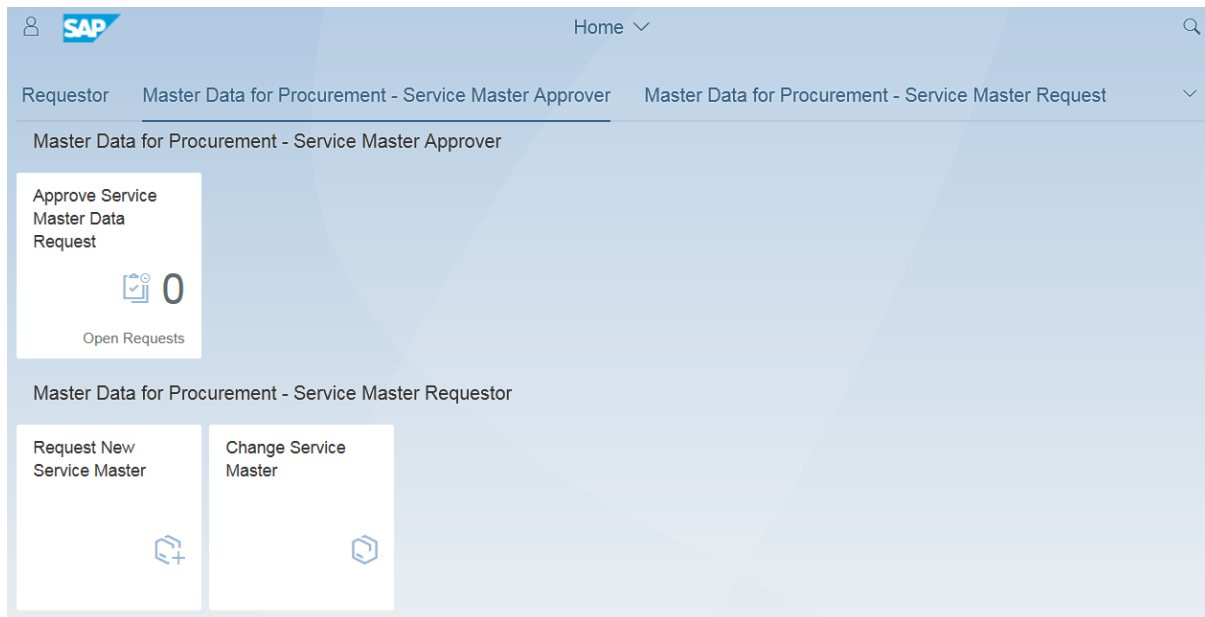 SAP Home
Requestor Master Data for Procurement - Service Master Approver Master Data for Procurement - Service Master Request
Master Data for Procurement - Service Master Approver
Approve Service
Master Data
Request
0
Open Requests
Master Data for Procurement - Service Master Requestor
Request New
Service Master
Change Service
Master